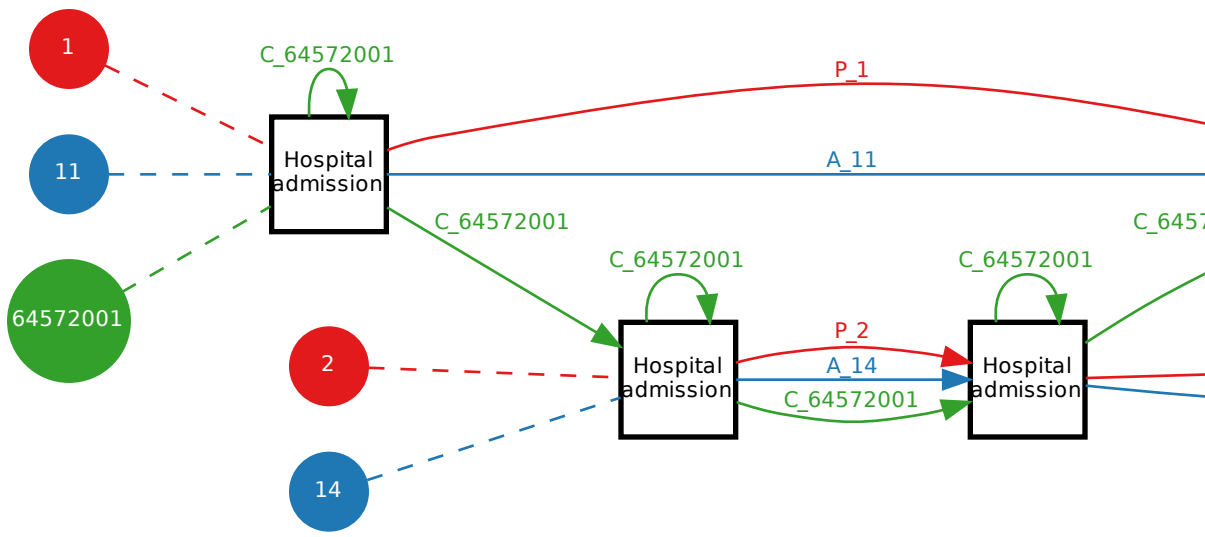 1
C_64572001
P_1
11
Hospital
admission
A_11
C_64572001
C_6457
64572001
C_64572001
C_64572001
2
Hospital
admission
P_2
A_14
C_64572001
Hospital
admission
14